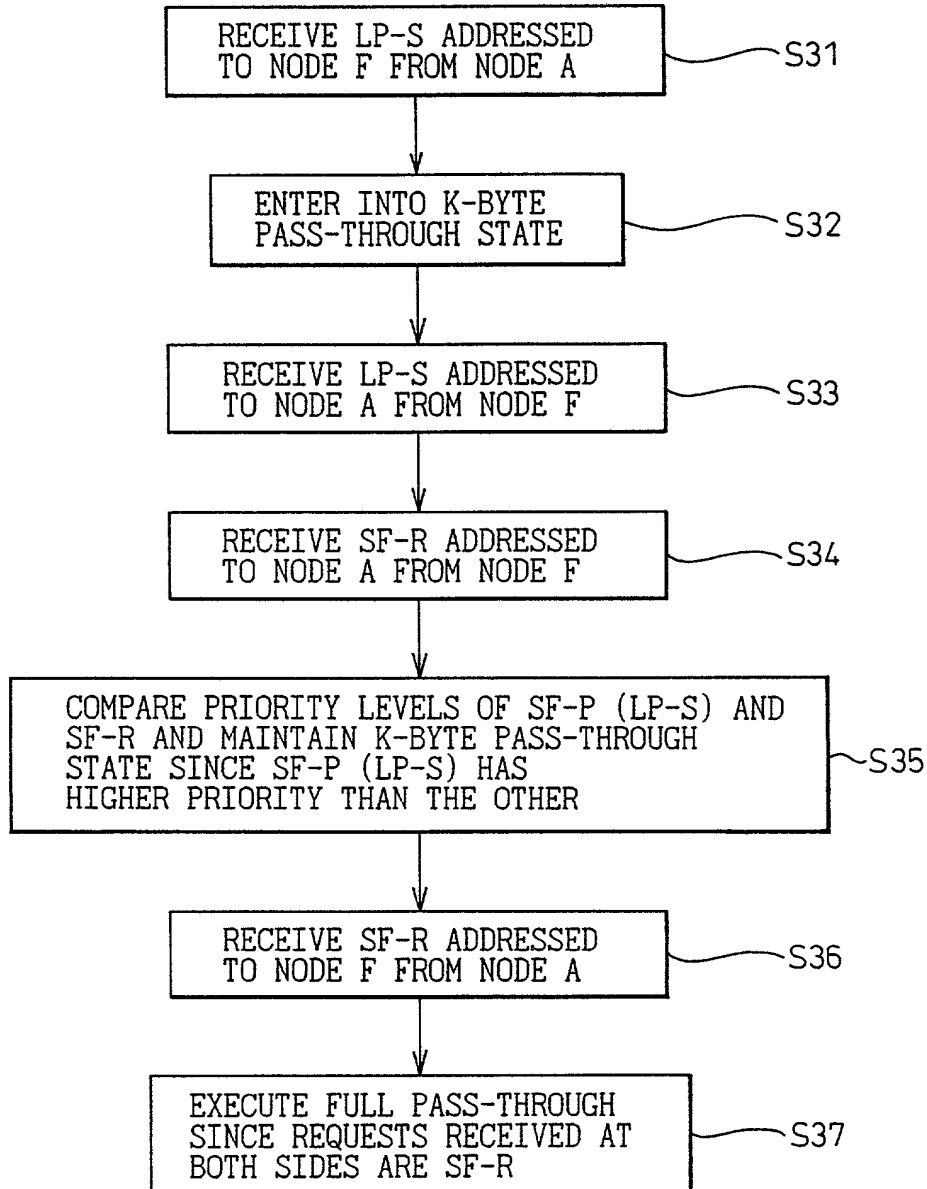 RECEIVE LP-S ADDRESSED
TO NODE F FROM NODE A
S31
ENTER INTO K-BYTE
PASS-THROUGH STATE
S32
RECEIVE LP-S ADDRESSED
TO NODE A FROM NODE F
S33
RECEIVE SF-R ADDRESSED
TO NODE A FROM NODE F
S34
COMPARE PRIORITY LEVELS OF SF-P (LP-S) AND
SF-R AND MAINTAIN K-BYTE PASS-THROUGH
STATE SINCE SF-P (LP-S) HAS
HIGHER PRIORITY THAN THE OTHER
S35
RECEIVE SF-R ADDRESSED
TO NODE F FROM NODE A
S36
EXECUTE FULL PASS-THROUGH
SINCE REQUESTS RECEIVED AT
BOTH SIDES ARE SF-R
S37